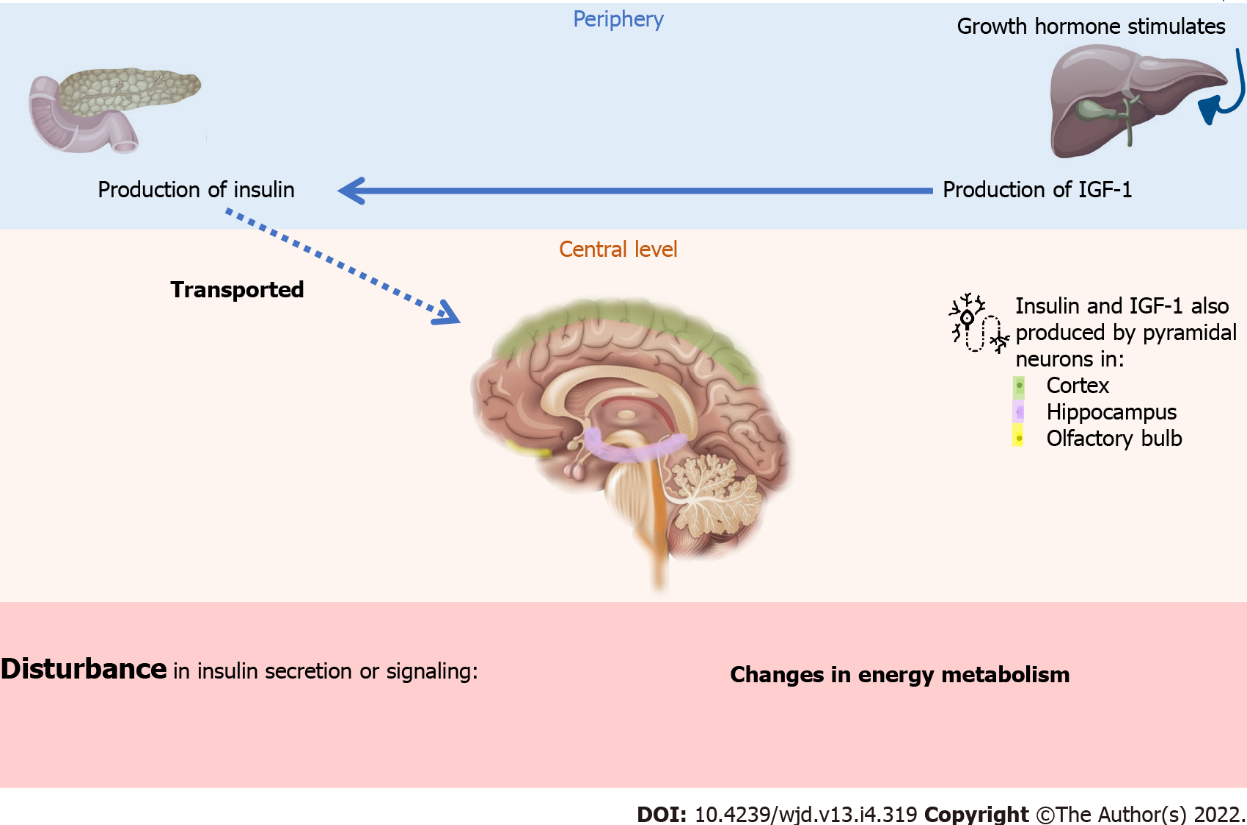 Periphery
Growth hormone stimulates
Production of insulin
Production of IGF-1
Central level
Transported
Insulin and IGF-1 also
produced by pyramidal
neurons in:
Cortex
Hippocampus
Olfactory bulb
Disturbance in insulin secretion or signaling:
Changes in energy metabolism
DOI: 10.4239/wjd.v13.i4.319 Copyright ©The Author(s) 2022.